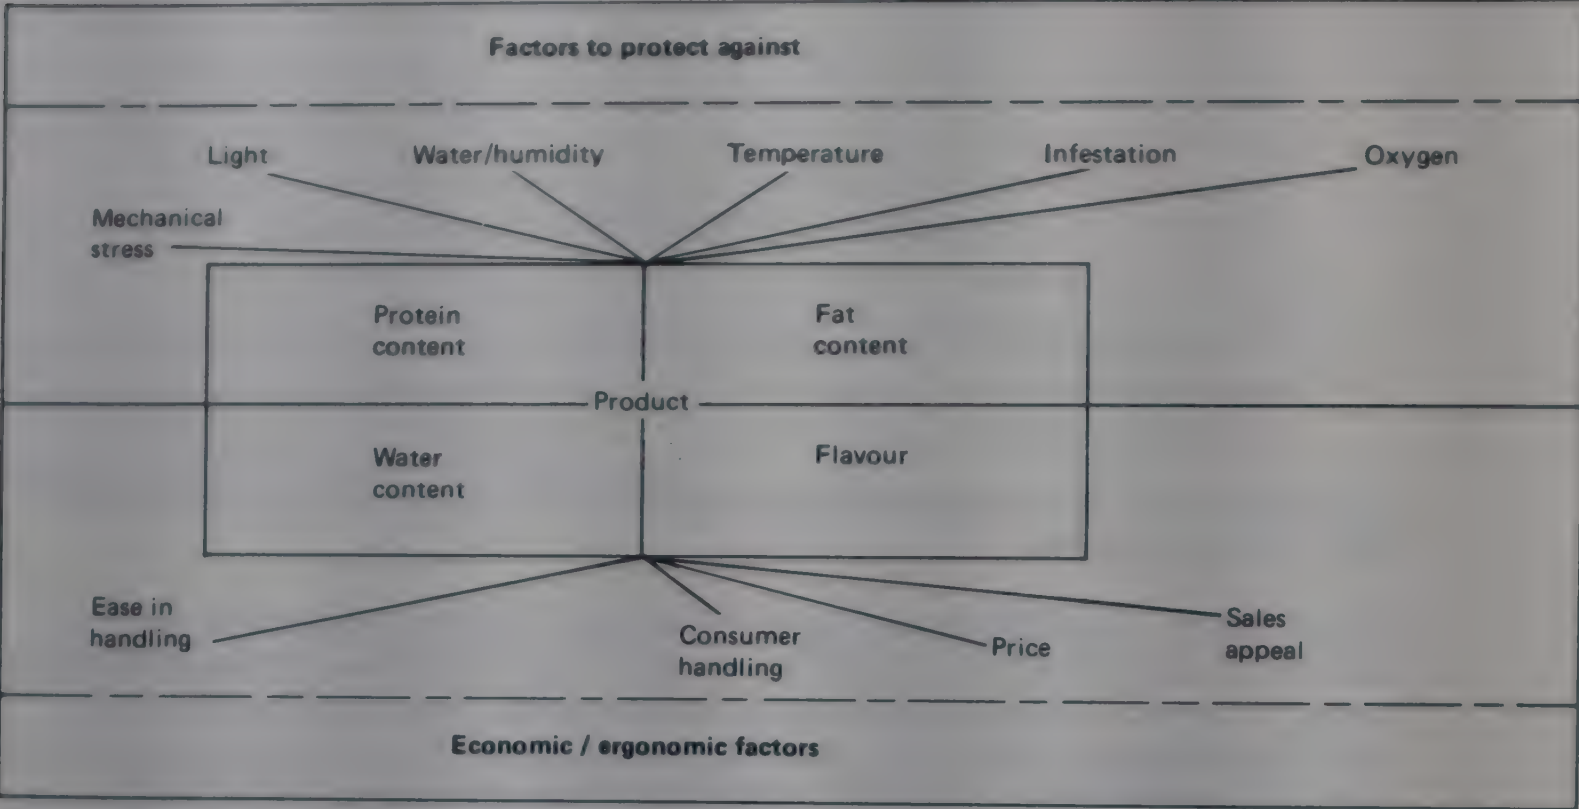 Factors to protect against
Light
Water/humidity
Temperature
Infestation
Oxygen
Mechanical
stress
Protein
content
Fat
content
Product
Water
content
Flavour
Ease in
handling
Consumer
handling
Price
Sales
appeal
Economic / ergonomic factors